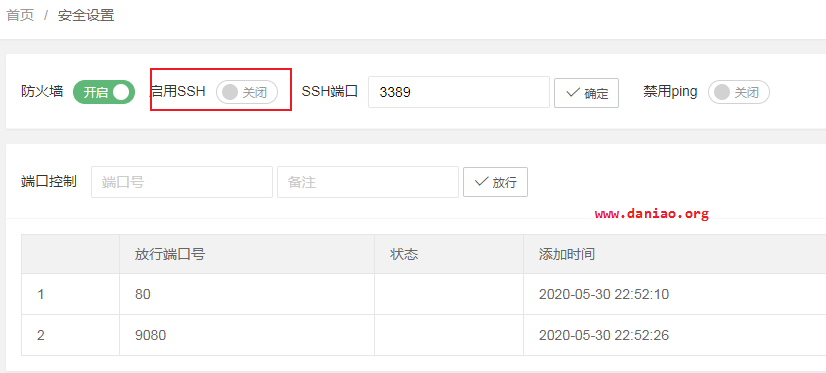 首页 / 安全设置
防火墙 开启 启用SSH 关闭 SSH端口 3389 确定 禁用ping 关闭
端口控制 端口号 备注 放行
www.daniao.org
放行端口号 状态 添加时间
1 80 2020-05-30 22:52:10
2 9080 2020-05-30 22:52:26